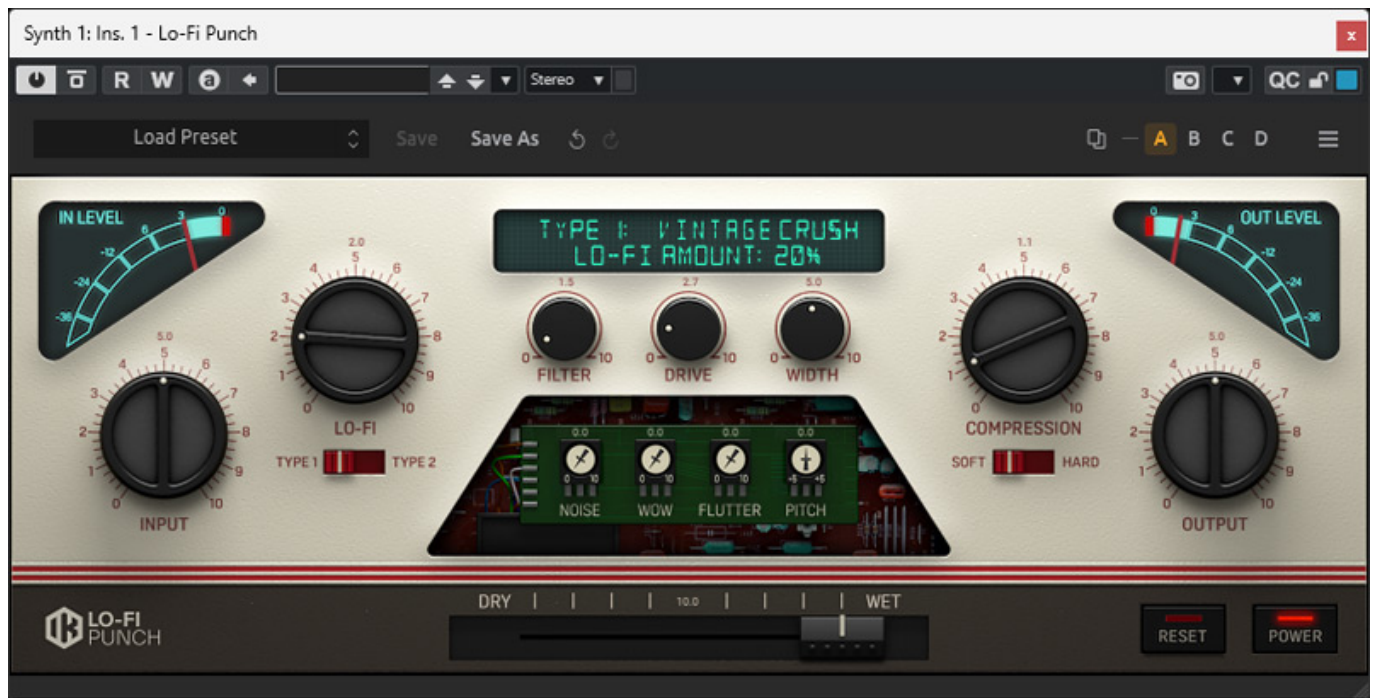 Synth 1: Ins. 1 - Lo-Fi Punch
x
R W a Stereo QC
Load Preset Save Save As A B C D
IN LEVEL
-36 -24 -12 6 3 0
TYPE 1: VINTAGE CRUSH
LO-FI AMOUNT: 20%
OUT LEVEL
0 3 6 -12 -24 -36
5.0
0 1 2 3 4 5 6 7 8 9 10
INPUT
2.0
0 1 2 3 4 5 6 7 8 9 10
LO-FI
TYPE 1 TYPE 2
1.5 2.7 5.0
0 10 0 10 0 10
FILTER DRIVE WIDTH
0.0 0.0 0.0 0.0
0 10 0 10 0 10 -5 +5
NOISE WOW FLUTTER PITCH
1.1
0 1 2 3 4 5 6 7 8 9 10
COMPRESSION
SOFT HARD
5.0
0 1 2 3 4 5 6 7 8 9 10
OUTPUT
DRY 10.0 WET
LO-FI
PUNCH
RESET POWER